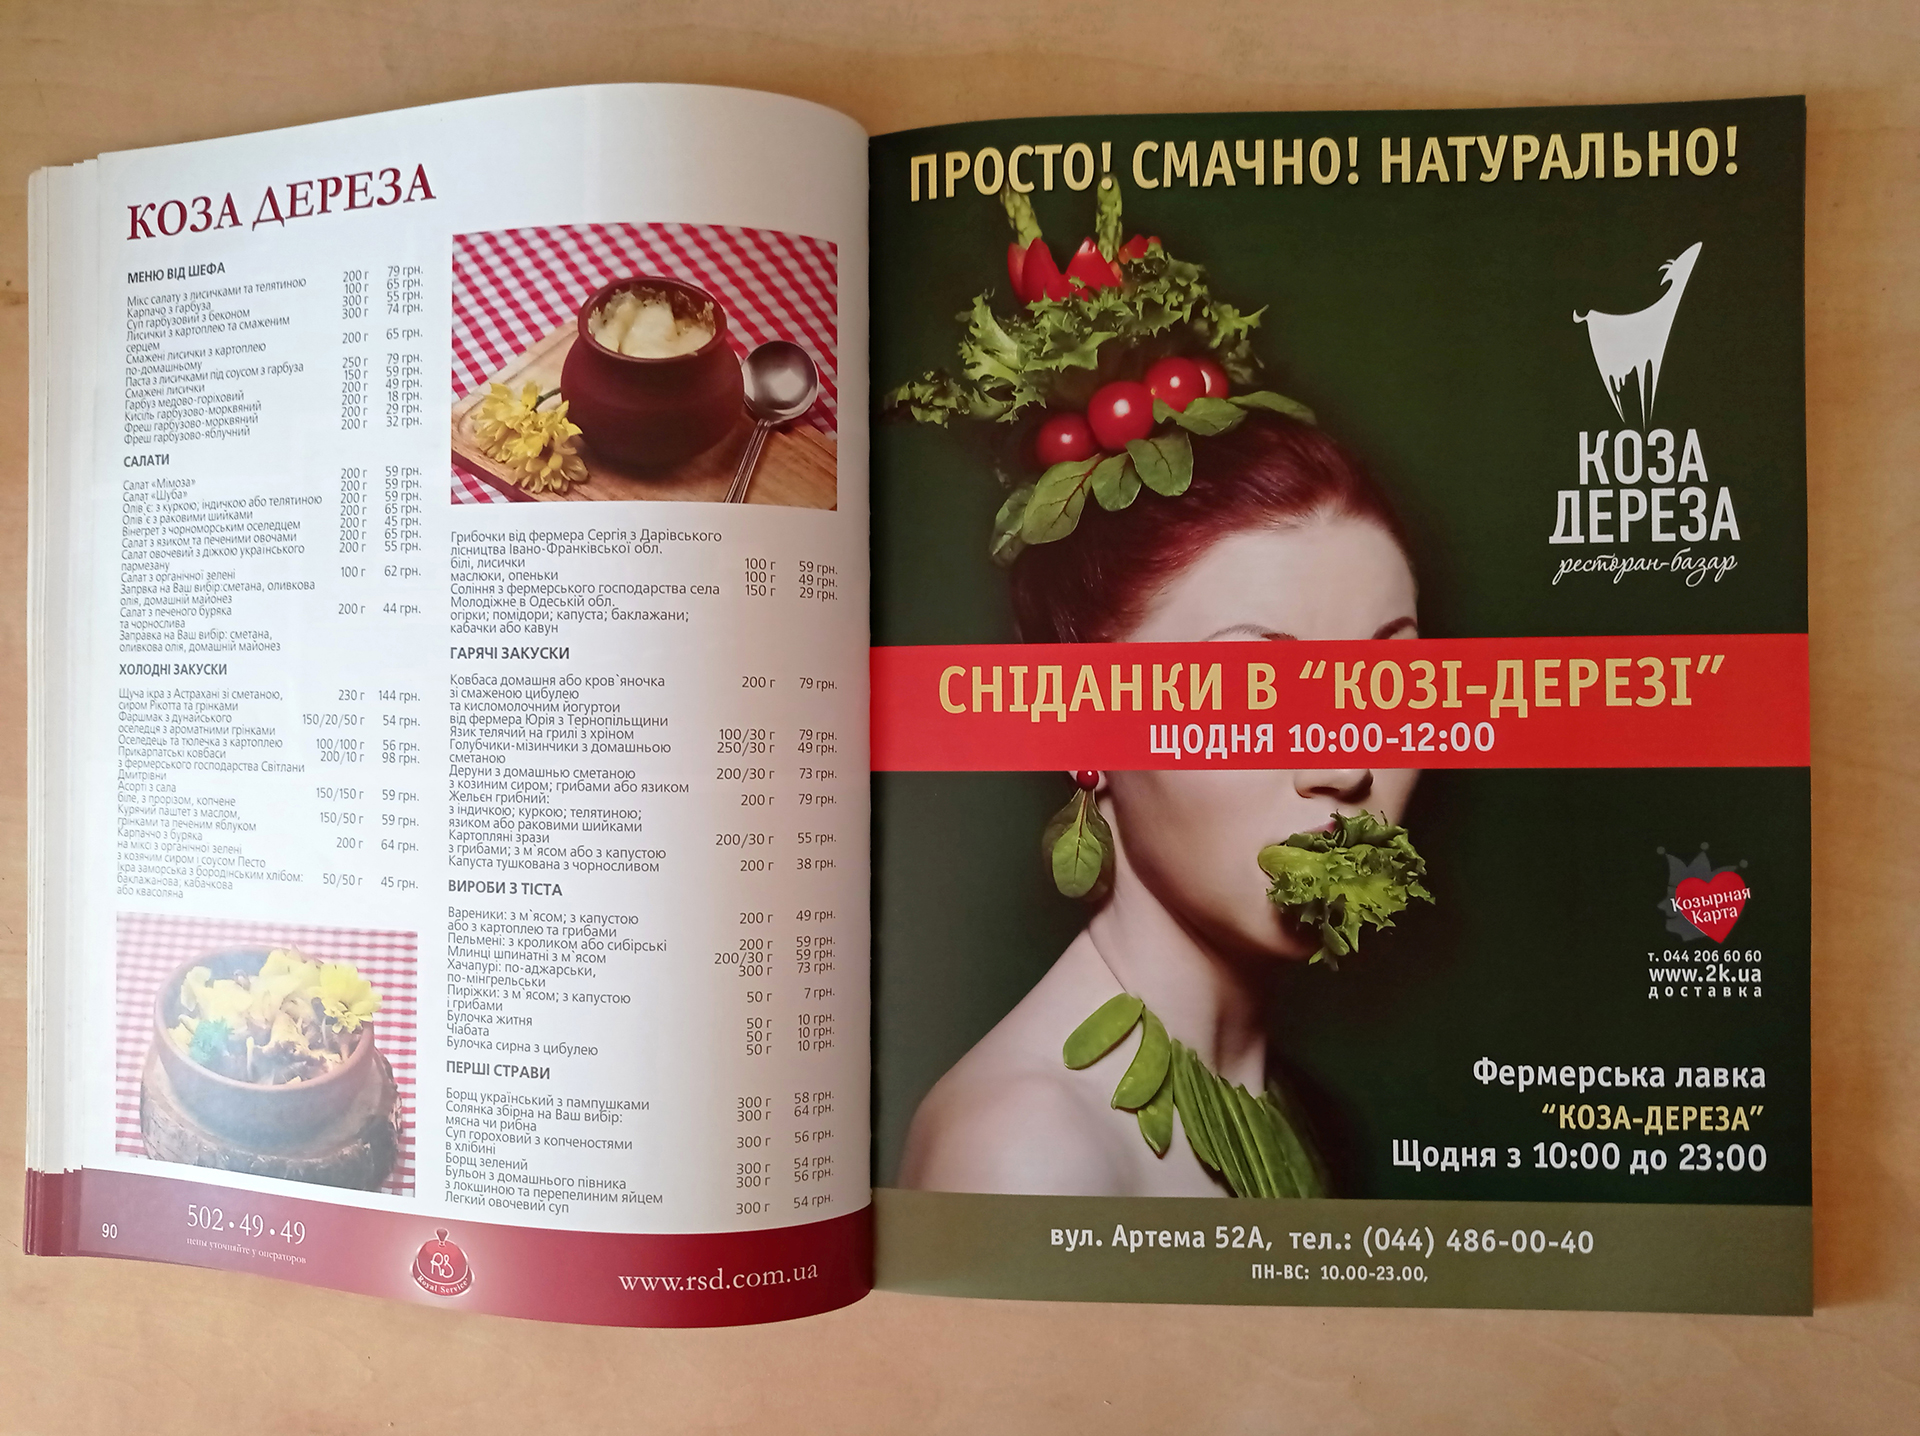 КОЗА ДЕРЕЗА
МЕНЮ ВІД ШЕФА
Мікс салату з лисичками та телятиною 200 г 79 грн.
Карпачо з гарбуза 100 г 65 грн.
Суп гарбузовий з беконом 300 г 55 грн.
Лисички з картоплею та смаженим 300 г 74 грн.
серцем
Смажені лисички з картоплею 200 г 65 грн.
по-домашньому
Паста з лисичками під соусом з гарбуза 250 г 79 грн.
Смажені лисички 150 г 59 грн.
Гарбуз медово-горіховий 200 г 49 грн.
Кисіль гарбузово-морквяний 200 г 18 грн.
Фреш гарбузово-морквяний 200 г 29 грн.
Фреш гарбузово-яблучний 200 г 32 грн.
САЛАТИ
Салат «Мімоза» 200 г 59 грн.
Салат «Шуба» 200 г 59 грн.
Олів`є: з куркою; індичкою або телятиною 200 г 59 грн.
Олів`є з раковими шийками 200 г 65 грн.
Вінегрет з чорноморським оселедцем 200 г 45 грн.
Салат з язиком та печеними овочами 200 г 65 грн.
Салат овочевий з діжкою українського 200 г 55 грн.
пармезану
Салат з органічної зелені 100 г 62 грн.
Запрвка на Ваш вибір:сметана, оливкова
олія, домашній майонез
Салат з печеного буряка 200 г 44 грн.
та чорнослива
Заправка на Ваш вибір: сметана,
оливкова олія, домашній майонез
ХОЛОДНІ ЗАКУСКИ
Щуча ікра з Астрахані зі сметаною, 230 г 144 грн.
сиром Рікотта та грінками
Фаршмак з дунайського 150/20/50 г 54 грн.
оселедця з ароматними грінками
Оселедець та тюлечка з картоплею 100/100 г 56 грн.
Прикарпатські ковбаси 200/10 г 98 грн.
з фермерського господарства Світлани
Дмитрівни
Асорті з сала 150/150 г 59 грн.
біле, з прорізом, копчене
Курячий паштет з маслом, 150/50 г 59 грн.
грінками та печеним яблуком
Карпаччо з буряка 200 г 64 грн.
на міксі з органічної зелені
з козячим сиром і соусом Песто
Ікра заморська з бородінським хлібом: 50/50 г 45 грн.
баклажанова; кабачкова
або квасоляна
Грибочки від фермера Сергія з Дарівського
лісництва Івано-Франківської обл.
білі, лисички 100 г 59 грн.
маслюки, опеньки 100 г 49 грн.
Соління з фермерського господарства села 150 г 29 грн.
Молодіжне в Одеській обл.
огірки; помідори; капуста; баклажани;
кабачки або кавун
ГАРЯЧІ ЗАКУСКИ
Ковбаса домашня або кров`яночка 200 г 79 грн.
зі смаженою цибулею
та кисломолочним йогуртои
від фермера Юрія з Тернопільщини
Язик телячий на грилі з хріном 100/30 г 79 грн.
Голубчики-мізинчики з домашньою 250/30 г 49 грн.
сметаною
Деруни з домашнью сметаною 200/30 г 73 грн.
з козиним сиром; грибами або язиком
Жельєн грибний: 200 г 79 грн.
з індичкою; куркою; телятиною;
язиком або раковими шийками
Картопляні зрази 200/30 г 55 грн.
з грибами; з м`ясом або з капустою
Капуста тушкована з чорносливом 200 г 38 грн.
ВИРОБИ З ТІСТА
Вареники: з м`ясом; з капустою 200 г 49 грн.
або з картоплею та грибами
Пельмені: з кроликом або сибірські 200 г 59 грн.
Млинці шпинатні з м`ясом 200/30 г 59 грн.
Хачапурі: по-аджарськи, 300 г 73 грн.
по-мінгрельськи
Пиріжки: з м`ясом; з капустою 50 г 7 грн.
і грибами
Булочка житня 50 г 10 грн.
Чіабата 50 г 10 грн.
Булочка сирна з цибулею 50 г 10 грн.
ПЕРШІ СТРАВИ
Борщ український з пампушками 300 г 58 грн.
Солянка збірна на Ваш вибір: 300 г 64 грн.
мясна чи рибна
Суп гороховий з копченостями 300 г 56 грн.
в хлібині
Борщ зелений 300 г 54 грн.
Бульон з домашнього півника 300 г 56 грн.
з локшиною та перепелиним яйцем
Легкий овочевий суп 300 г 54 грн.
90
502•49•49
цены уточняйте у операторов
RS
Royal Service
www.rsd.com.ua
ПРОСТО! СМАЧНО! НАТУРАЛЬНО!
КОЗА
ДЕРЕЗА
ресторан-базар
СНІДАНКИ В “КОЗІ-ДЕРЕЗІ”
ЩОДНЯ 10:00-12:00
Козырная
Карта
т. 044 206 60 60
www.2k.ua
доставка
Фермерська лавка
“КОЗА-ДЕРЕЗА”
Щодня з 10:00 до 23:00
вул. Артема 52А, тел.: (044) 486-00-40
ПН-ВС: 10.00-23.00,